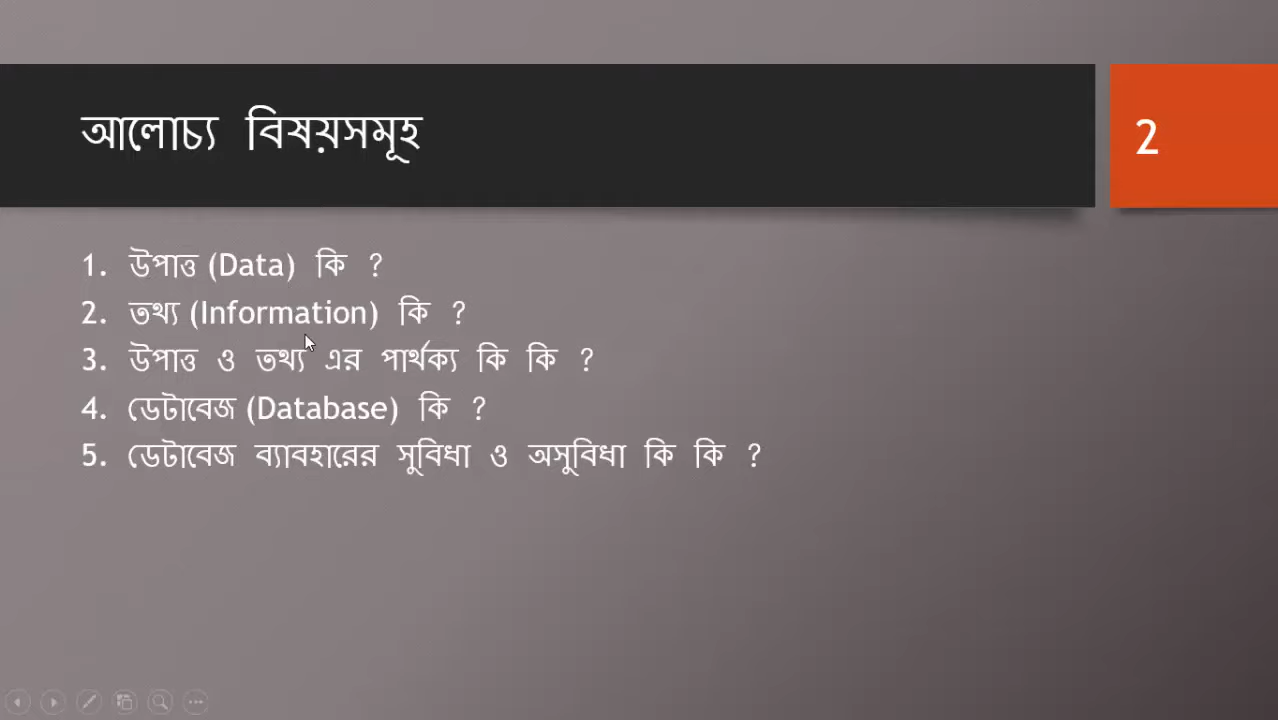 আলোচ্য বিষয়সমূহ
2
1. উপাত্ত (Data) কি ?
2. তথ্য (Information) কি ?
3. উপাত্ত ও তথ্য এর পার্থক্য কি কি ?
4. ডেটাবেজ (Database) কি ?
5. ডেটাবেজ ব্যাবহারের সুবিধা ও অসুবিধা কি কি ?